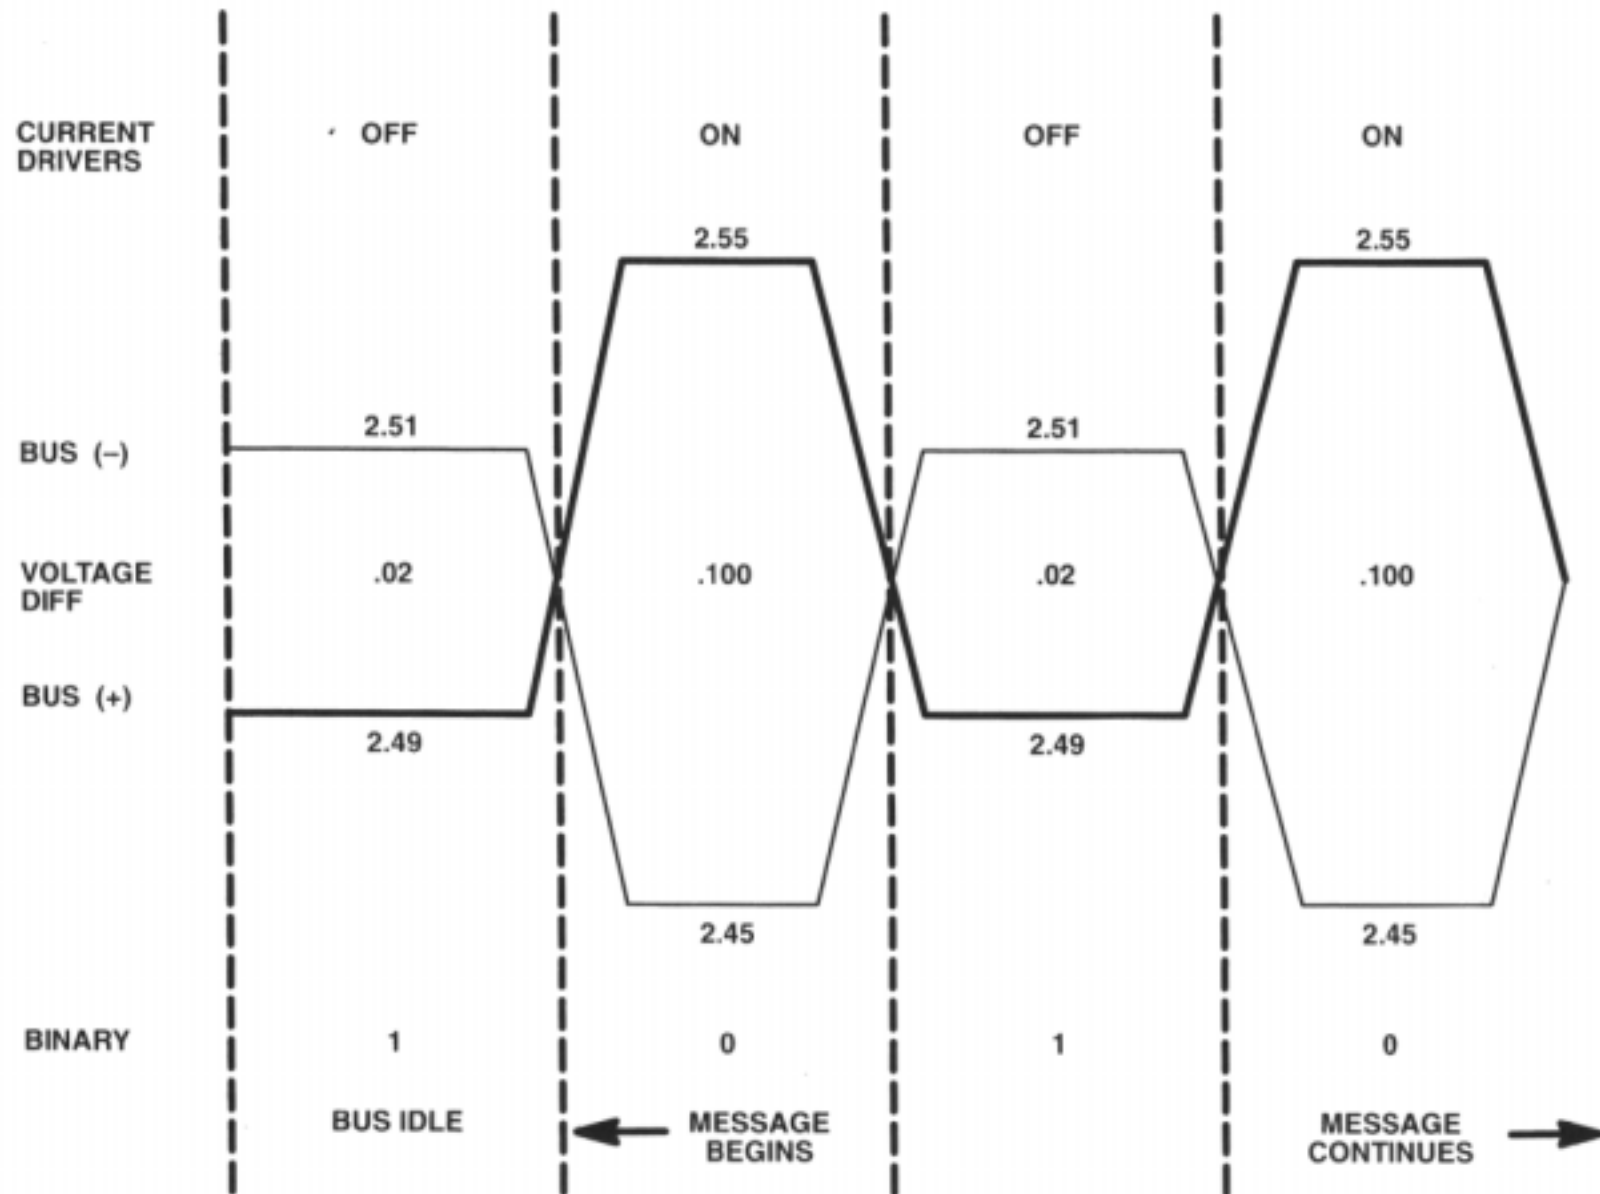 CURRENT DRIVERS
OFF
ON
OFF
ON
2.55
2.55
BUS (–)
2.51
2.51
VOLTAGE DIFF
.02
.100
.02
.100
BUS (+)
2.49
2.49
2.45
2.45
BINARY
1
0
1
0
BUS IDLE
MESSAGE BEGINS
MESSAGE CONTINUES